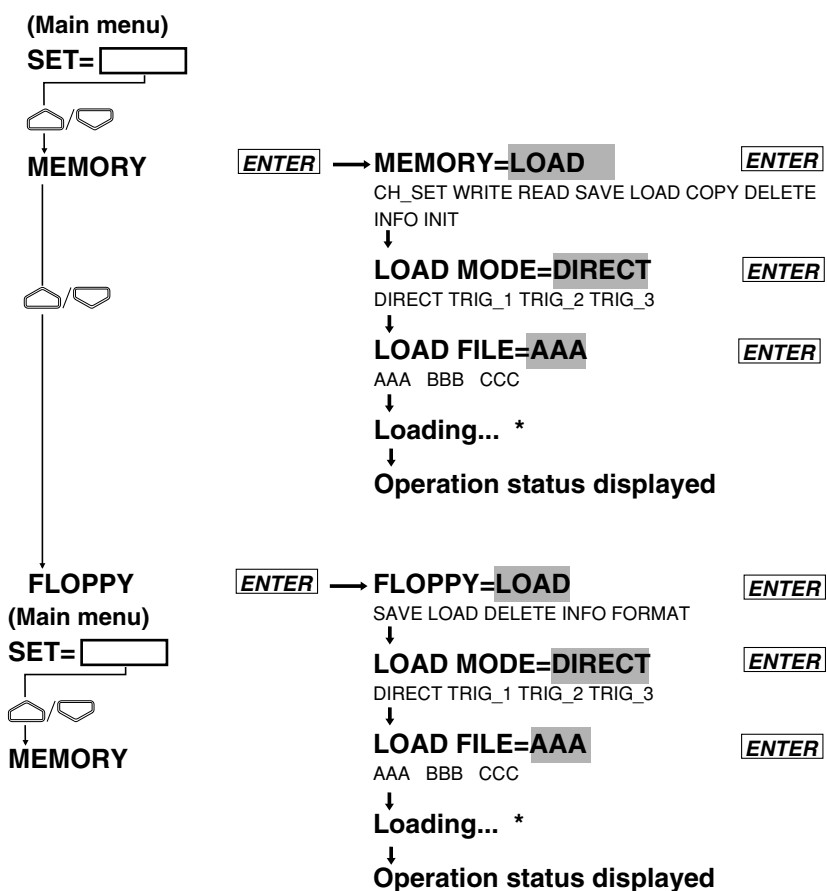 (Main menu)
SET=
/
MEMORY ENTER MEMORY=LOAD ENTER
CH_SET WRITE READ SAVE LOAD COPY DELETE
INFO INIT
LOAD MODE=DIRECT ENTER
DIRECT TRIG_1 TRIG_2 TRIG_3
/
LOAD FILE=AAA ENTER
AAA BBB CCC
Loading... *
Operation status displayed
FLOPPY ENTER FLOPPY=LOAD ENTER
(Main menu)
SAVE LOAD DELETE INFO FORMAT
SET=
LOAD MODE=DIRECT ENTER
DIRECT TRIG_1 TRIG_2 TRIG_3
/
MEMORY
LOAD FILE=AAA ENTER
AAA BBB CCC
Loading... *
Operation status displayed